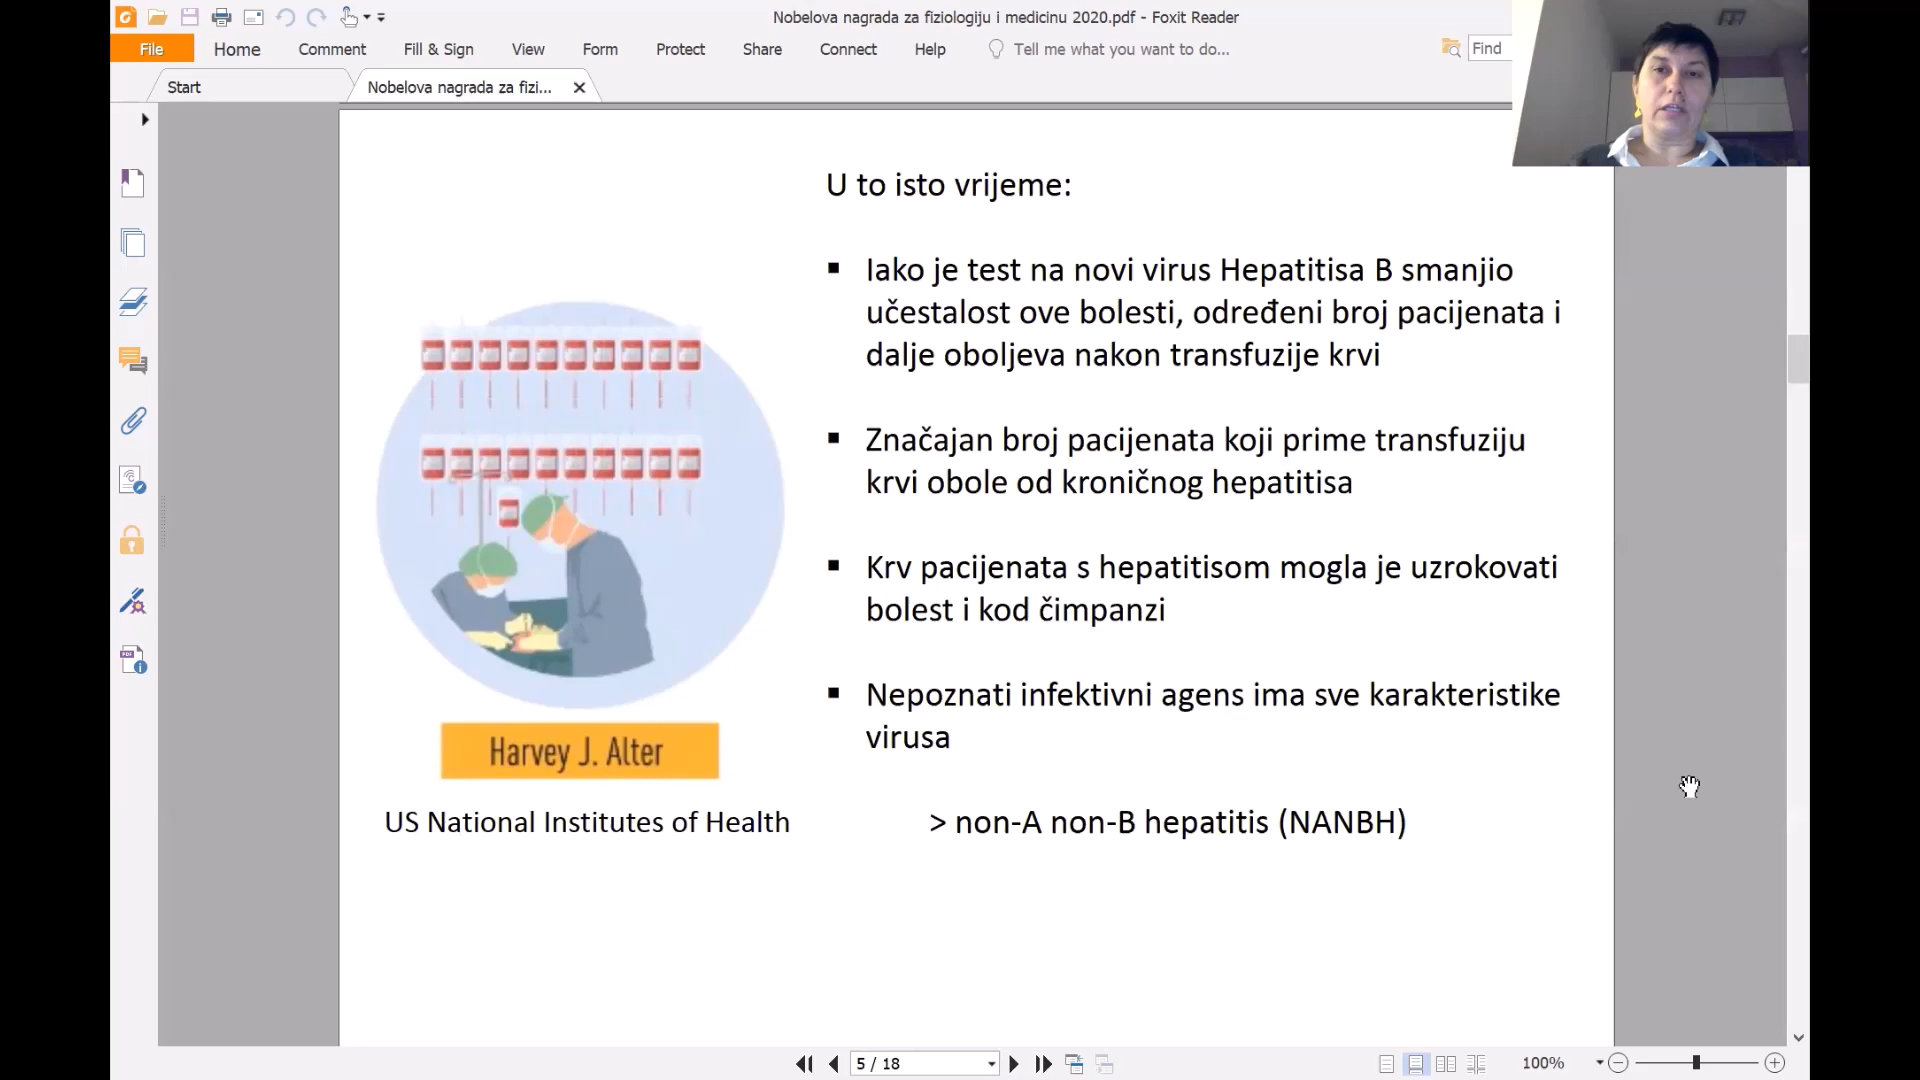 Nobelova nagrada za fiziologiju i medicinu 2020.pdf - Foxit Reader
File Home Comment Fill & Sign View Form Protect Share Connect Help Tell me what you want to do... Find
Start Nobelova nagrada za fizi...
U to isto vrijeme:
Iako je test na novi virus Hepatitisa B smanjio
učestalost ove bolesti, određeni broj pacijenata i
dalje oboljeva nakon transfuzije krvi
Značajan broj pacijenata koji prime transfuziju
krvi obole od kroničnog hepatitisa
Krv pacijenata s hepatitisom mogla je uzrokovati
bolest i kod čimpanzi
Nepoznati infektivni agens ima sve karakteristike
virusa
Harvey J. Alter
US National Institutes of Health
> non-A non-B hepatitis (NANBH)
5 / 18
100%